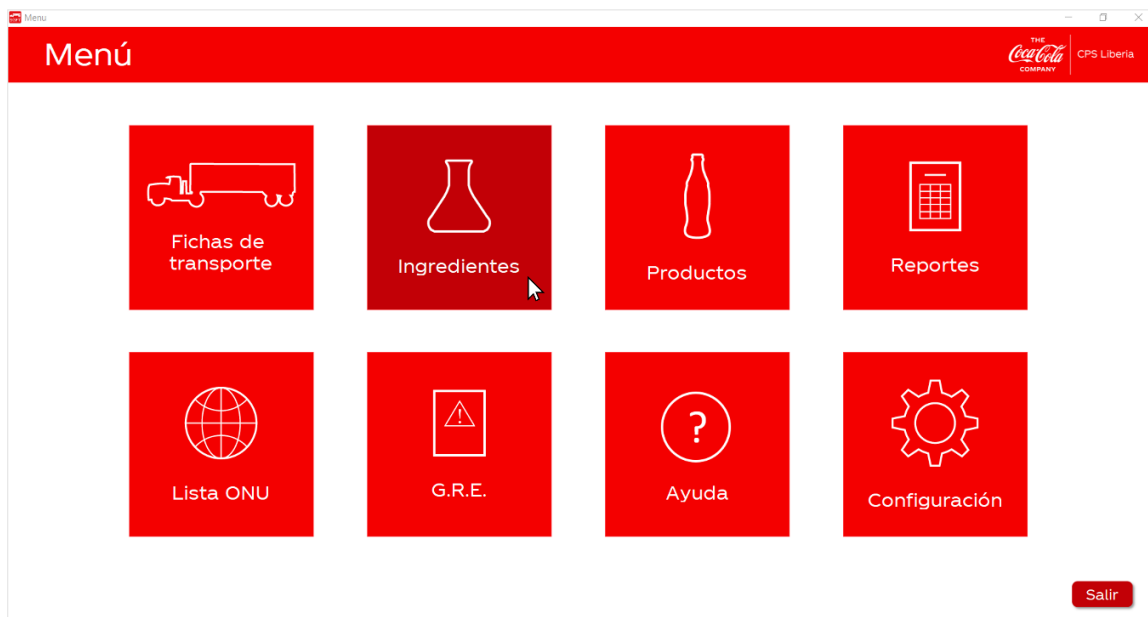 Menu
Menú
THE
Coca-Cola
COMPANY
CPS Liberia
Fichas de
transporte
Ingredientes
Productos
Reportes
Lista ONU
G.R.E.
?
Ayuda
Configuración
Salir